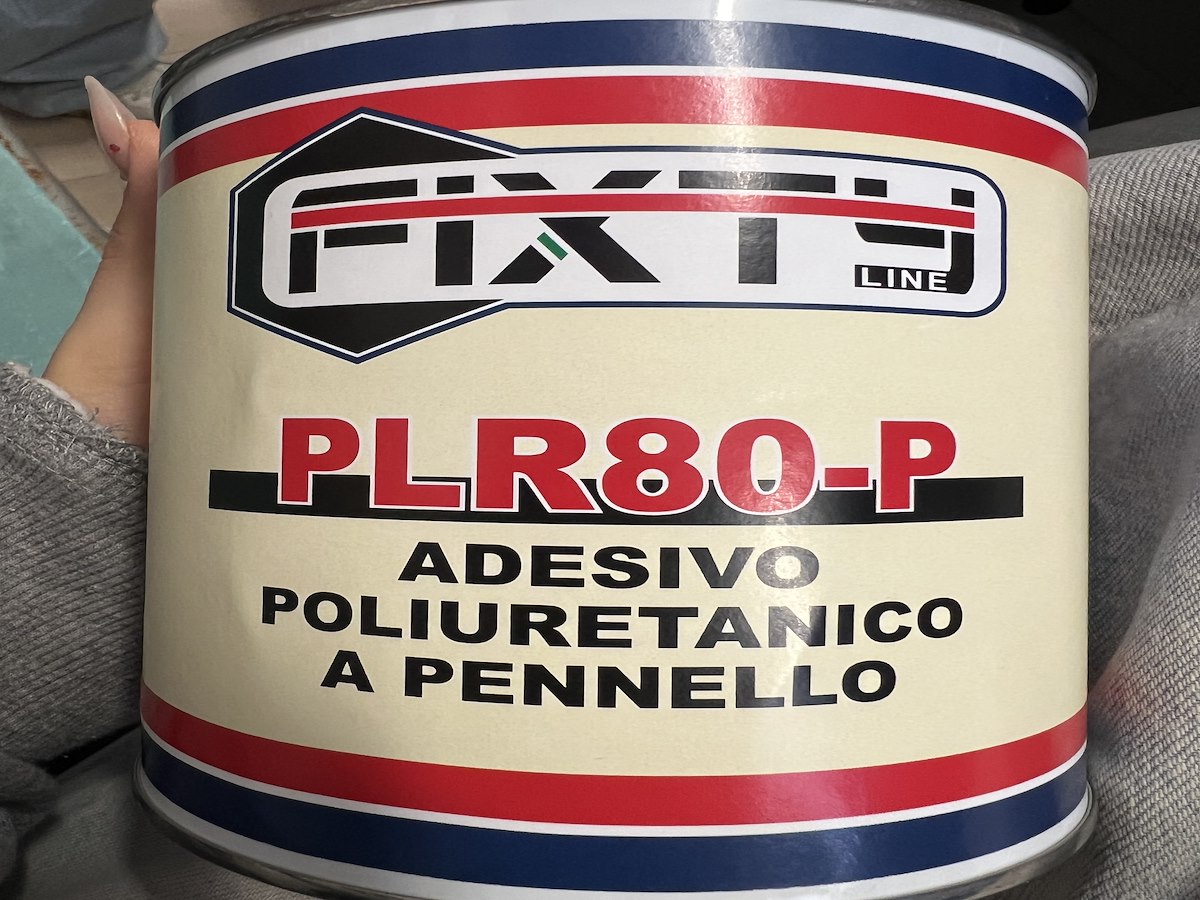 FIXTY
LINE
PLR80-P
ADESIVO
POLIURETANICO
A PENNELLO